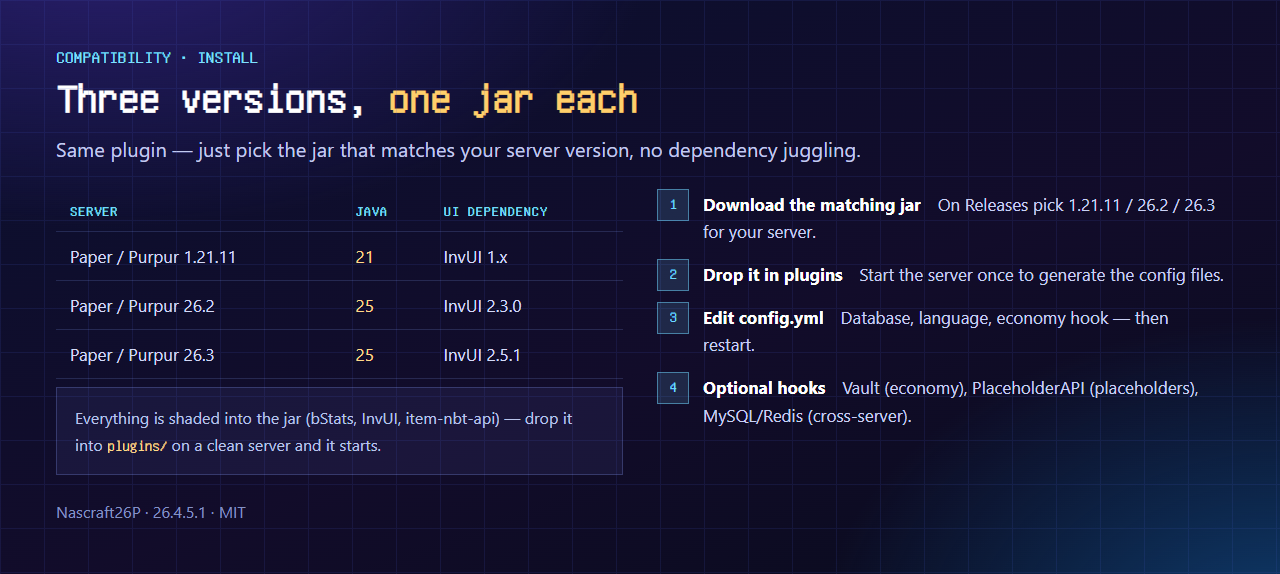 COMPATIBILITY · INSTALL
Three versions, one jar each
Same plugin — just pick the jar that matches your server version, no dependency juggling.
SERVER JAVA UI DEPENDENCY
Paper / Purpur 1.21.11 21 InvUI 1.x
Paper / Purpur 26.2 25 InvUI 2.3.0
Paper / Purpur 26.3 25 InvUI 2.5.1
Everything is shaded into the jar (bStats, InvUI, item-nbt-api) — drop it
into plugins/ on a clean server and it starts.
1 Download the matching jar On Releases pick 1.21.11 / 26.2 / 26.3
for your server.
2 Drop it in plugins Start the server once to generate the config files.
3 Edit config.yml Database, language, economy hook — then
restart.
4 Optional hooks Vault (economy), PlaceholderAPI (placeholders),
MySQL/Redis (cross-server).
Nascraft26P · 26.4.5.1 · MIT